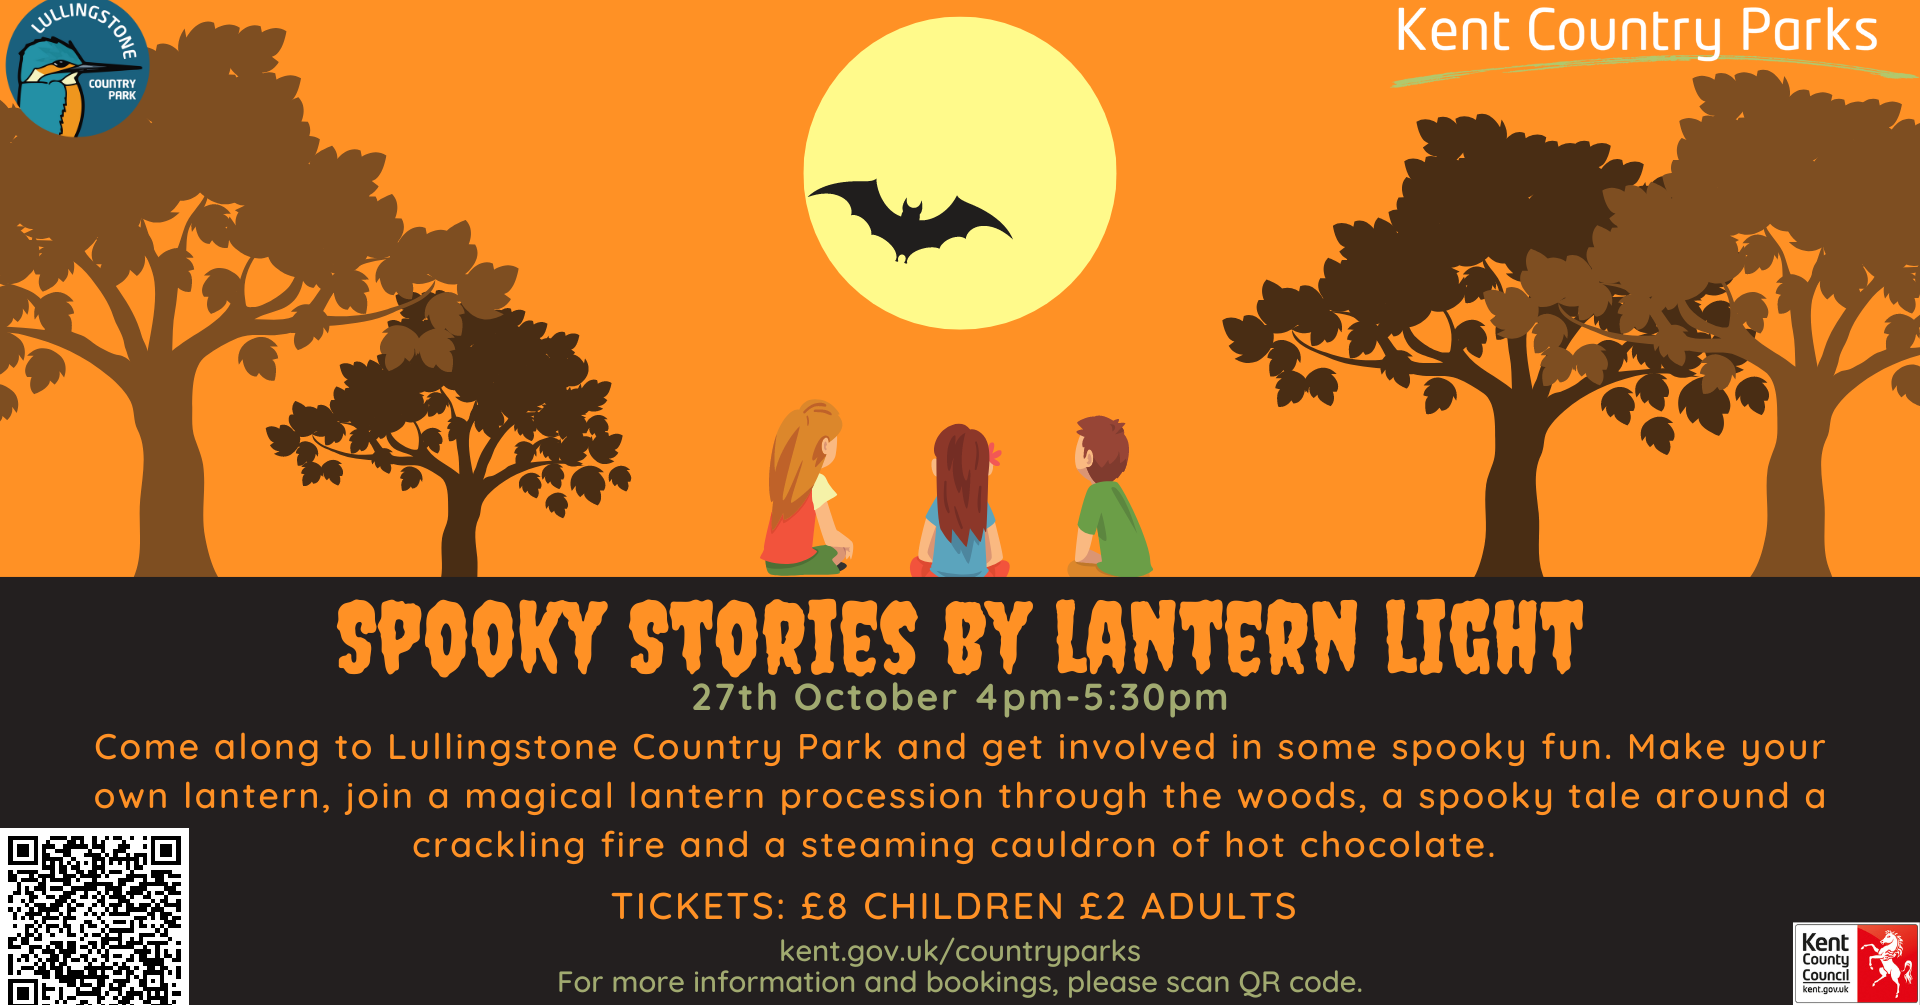 LULLINGSTONE
COUNTRY
PARK
Kent Country Parks
SPOOKY STORIES BY LANTERN LIGHT
27th October 4pm-5:30pm
Come along to Lullingstone Country Park and get involved in some spooky fun. Make your
own lantern, join a magical lantern procession through the woods, a spooky tale around a
crackling fire and a steaming cauldron of hot chocolate.
TICKETS: £8 CHILDREN £2 ADULTS
kent.gov.uk/countryparks
For more information and bookings, please scan QR code.
Kent
County
Council
kent.gov.uk